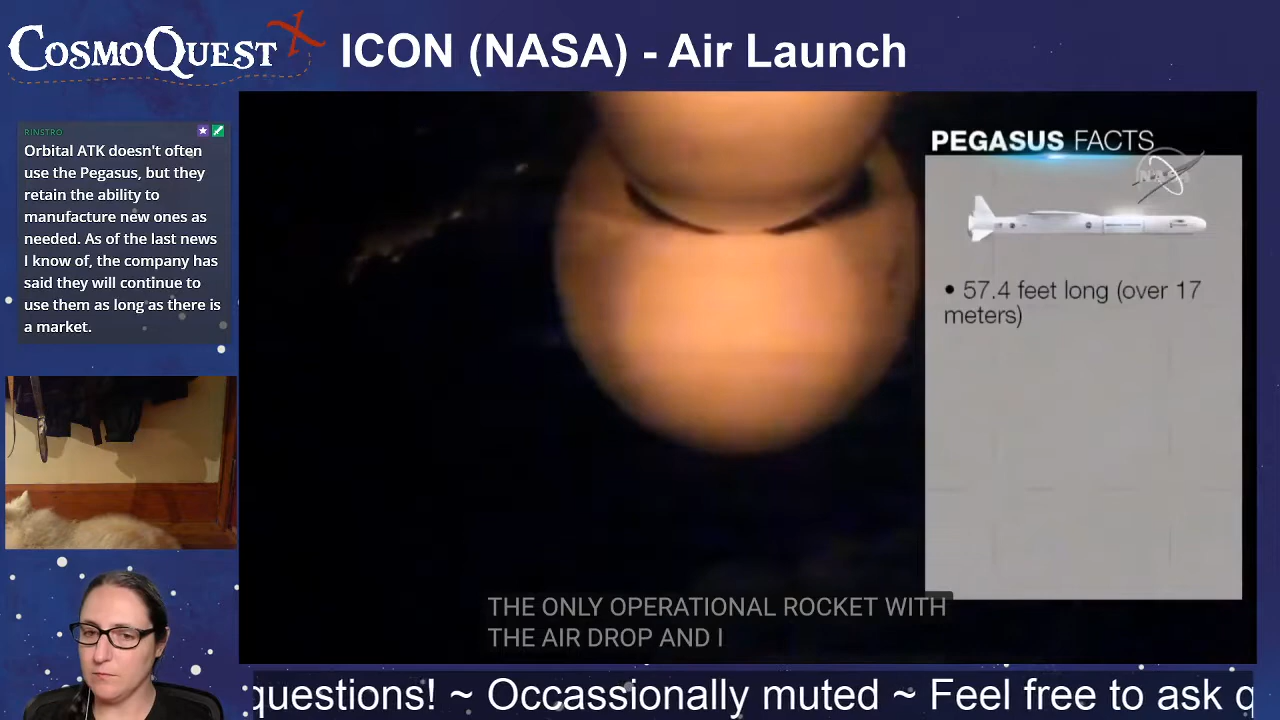 COSMOQUEST X
ICON (NASA) - Air Launch
RINSTRO
Orbital ATK doesn't often
use the Pegasus, but they
retain the ability to
manufacture new ones as
needed. As of the last news
I know of, the company has
said they will continue to
use them as long as there is
a market.
PEGASUS FACTS
NASA
• 57.4 feet long (over 17
meters)
THE ONLY OPERATIONAL ROCKET WITH
THE AIR DROP AND I
questions! ~ Occassionally muted ~ Feel free to ask q